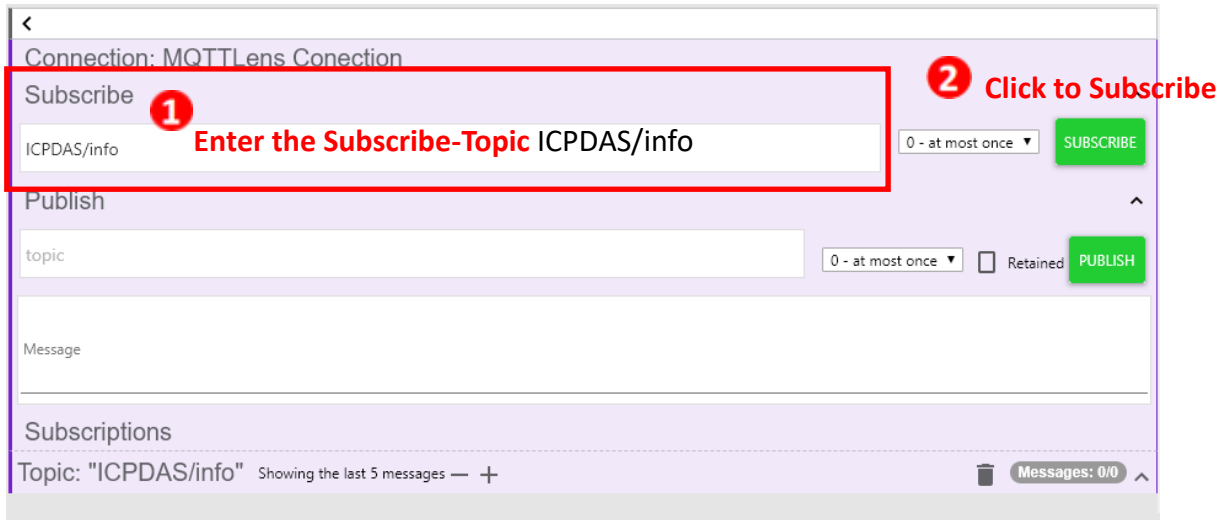 Connection: MQTTLens Conection
2 Click to Subscribe
Subscribe
1
Enter the Subscribe-Topic ICPDAS/info
ICPDAS/info
0 - at most once
SUBSCRIBE
Publish
topic
0 - at most once
Retained
PUBLISH
Message
Subscriptions
Topic: "ICPDAS/info" Showing the last 5 messages — +
Messages: 0/0